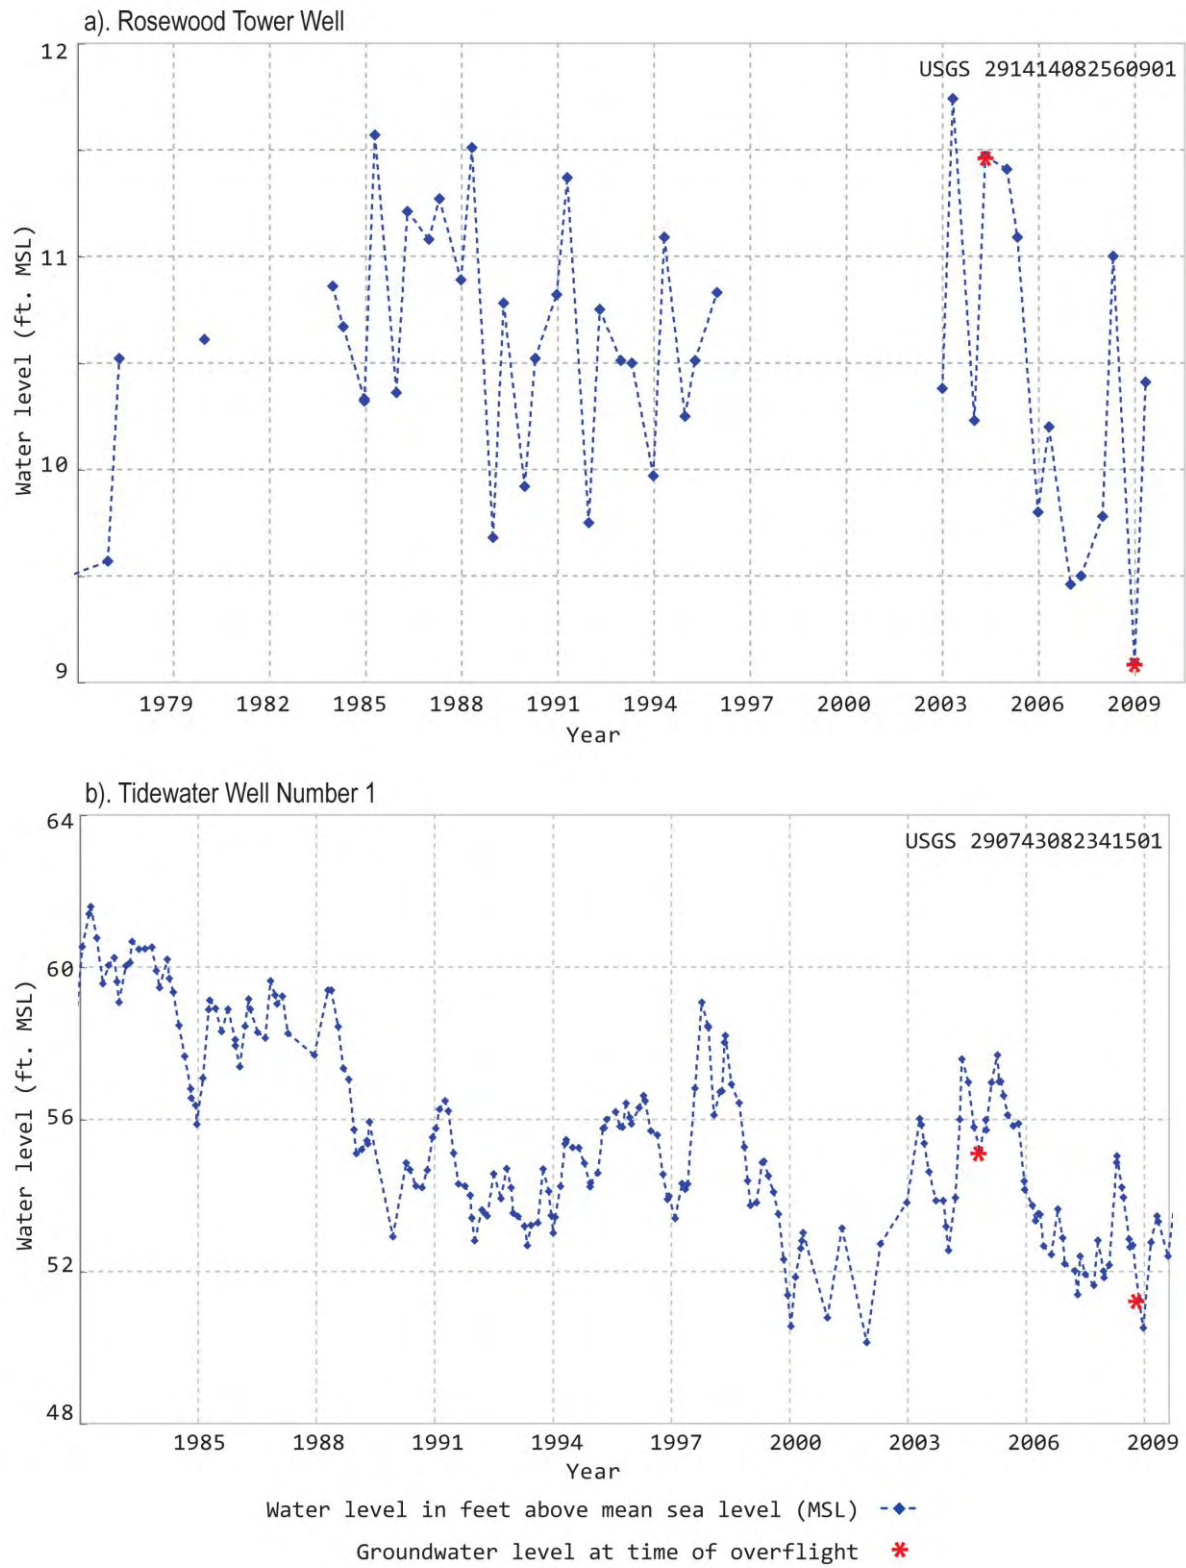 a). Rosewood Tower Well
12
USGS 291414082560901
11
10
9
Water level (ft. MSL)
1979 1982 1985 1988 1991 1994 1997 2000 2003 2006 2009
Year
b). Tidewater Well Number 1
64
USGS 290743082341501
60
56
52
48
Water level (ft. MSL)
1985 1988 1991 1994 1997 2000 2003 2006 2009
Year
Water level in feet above mean sea level (MSL)
Groundwater level at time of overflight